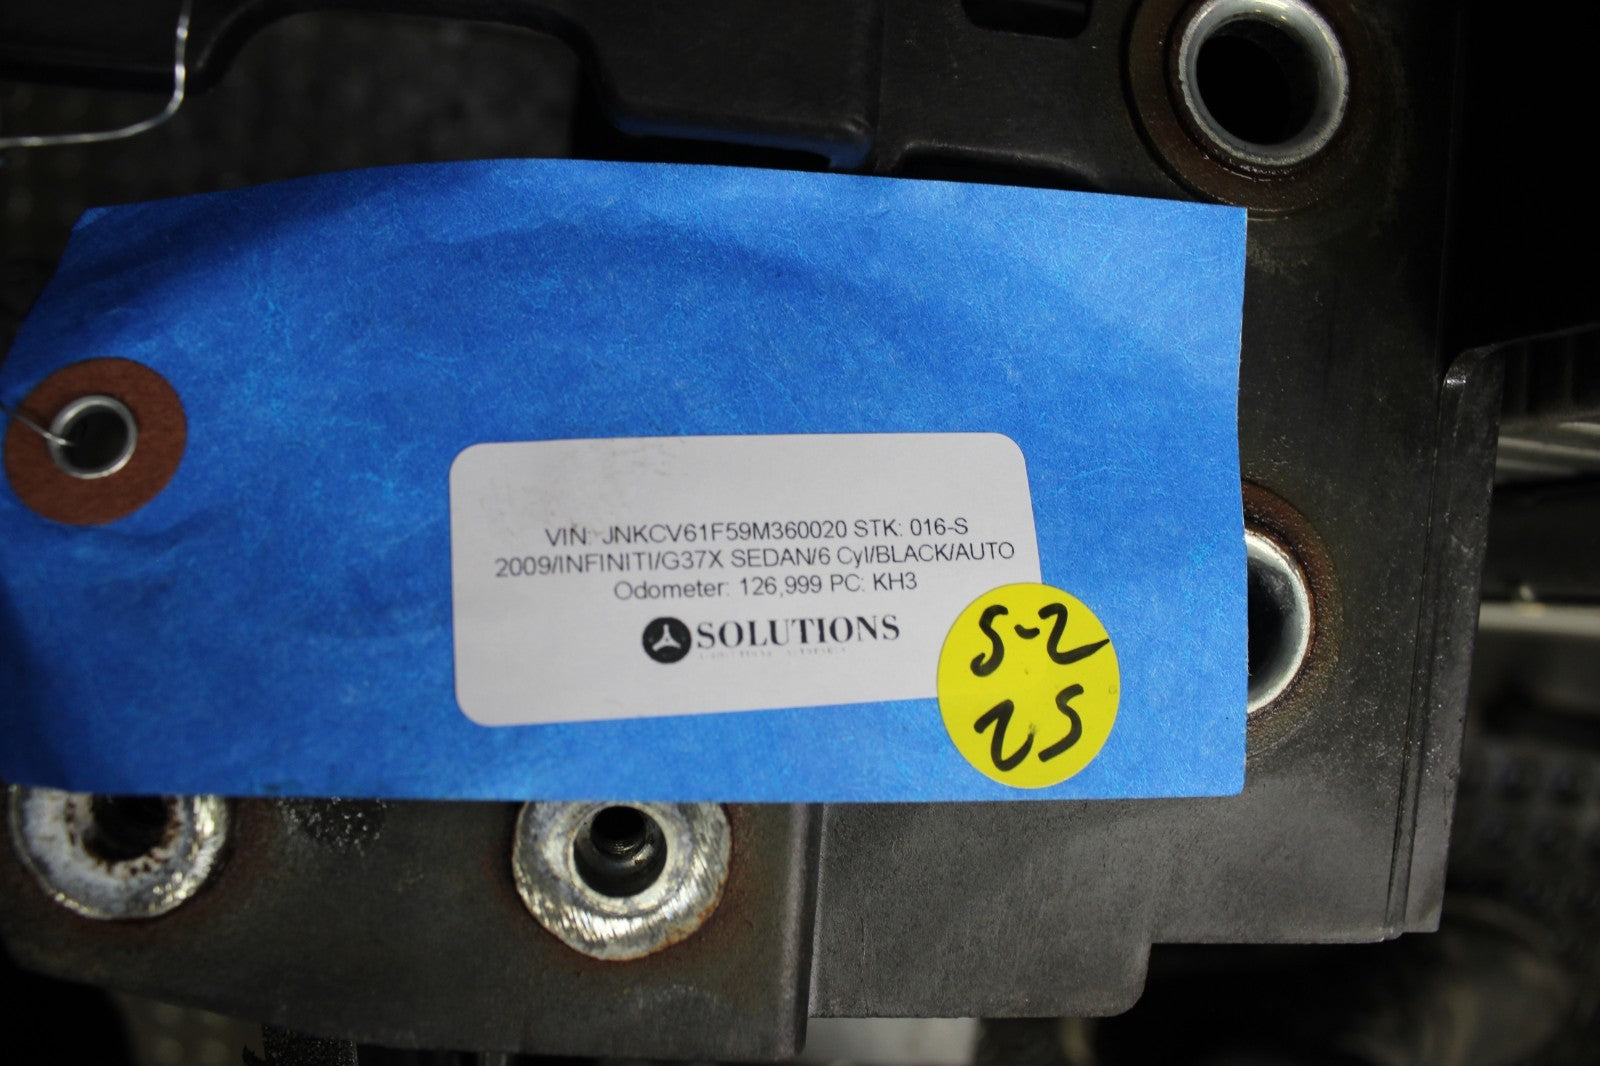 VIN: JNKCV61F59M360020 STK: 016-S
2009/INFINITI/G37X SEDAN/6 Cyl/BLACK/AUTO
Odometer: 126,999 PC: KH3
SOLUTIONS
S-2
25